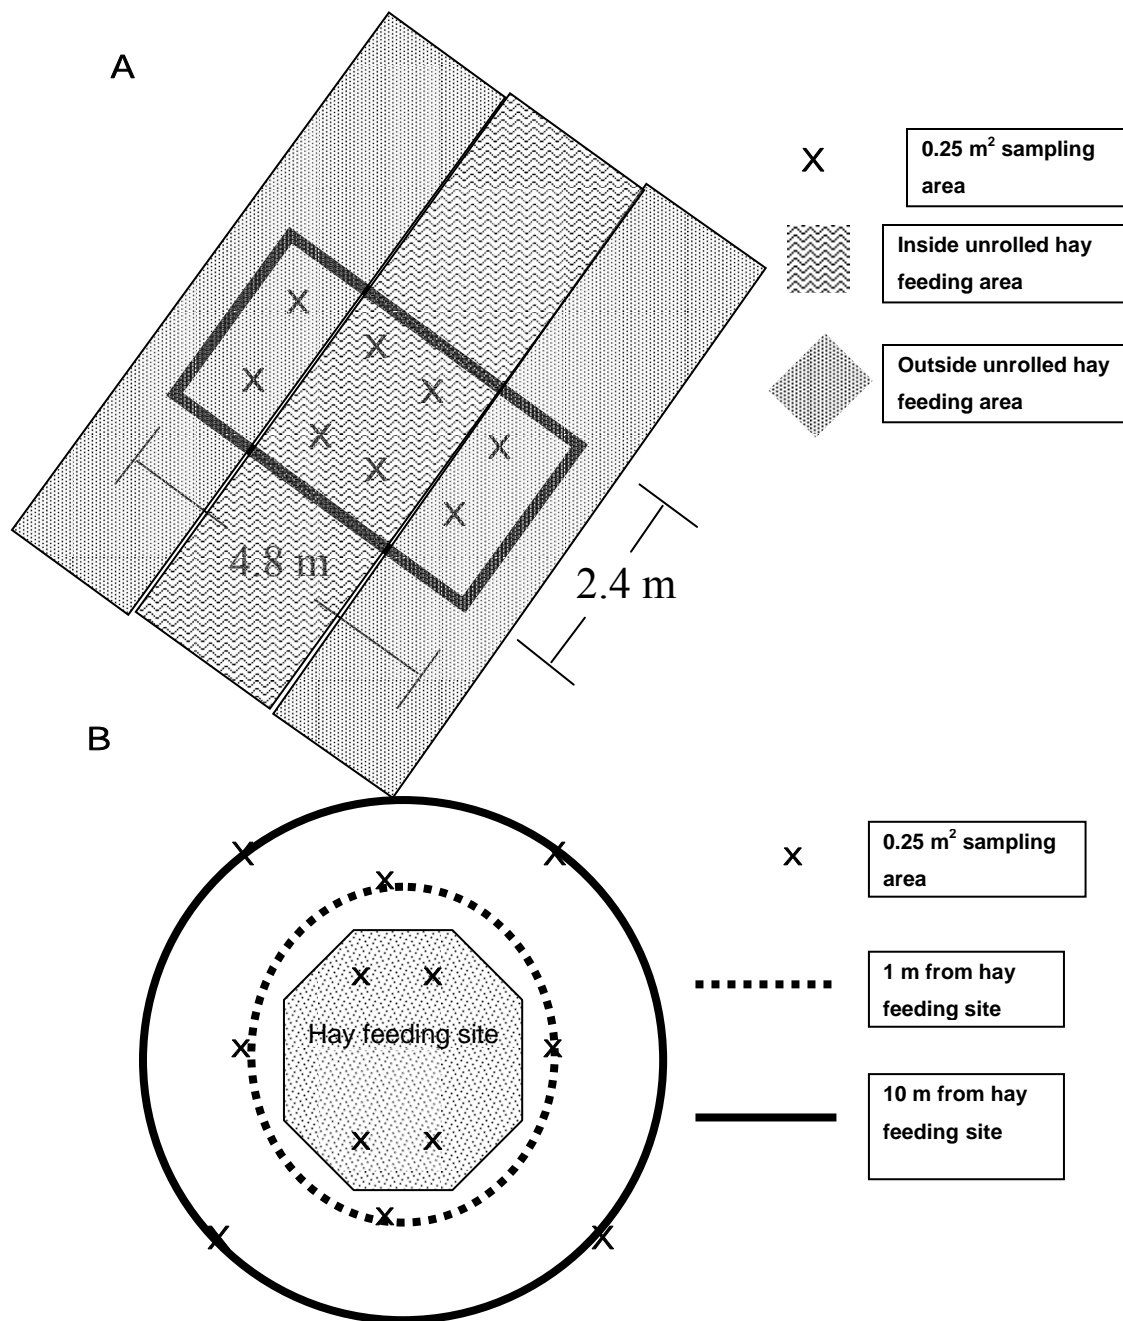 A
X
0.25 m² sampling
area
Inside unrolled hay
feeding area
Outside unrolled hay
feeding area
X
X
X
X
X
X
X
X
4.8 m
2.4 m
B
X
0.25 m² sampling
area
1 m from hay
feeding site
10 m from hay
feeding site
X
X
X
X
X
Hay feeding site
X
X
X
X
X
X
X